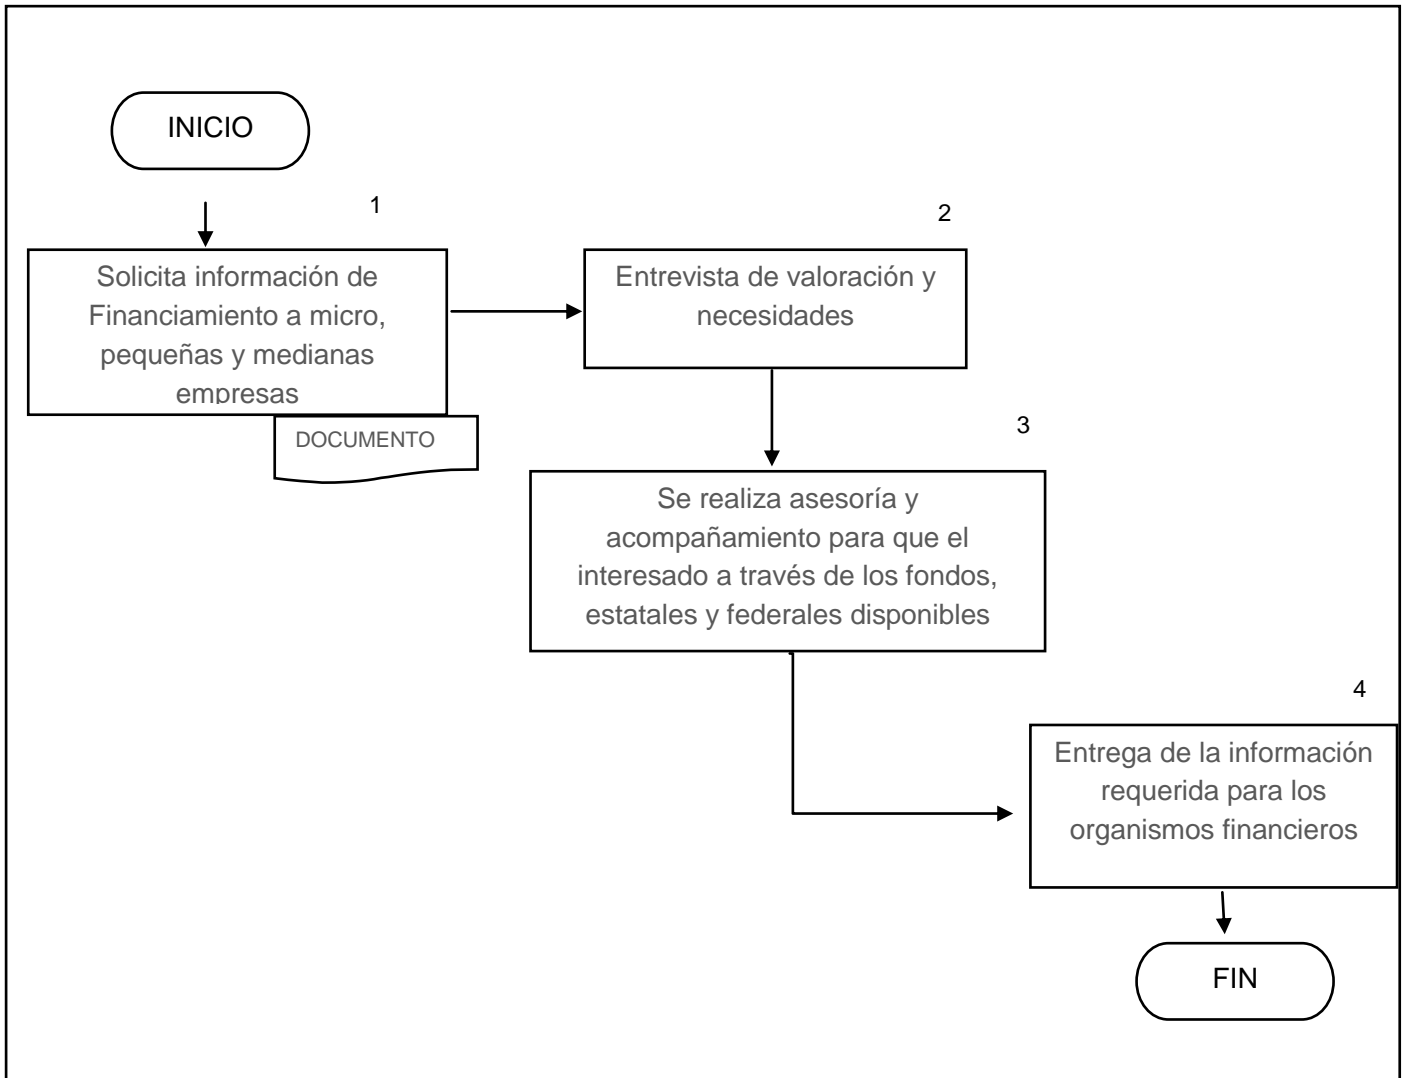 INICIO
1
Solicita información de
Financiamiento a micro,
pequeñas y medianas
empresas
DOCUMENTO
2
Entrevista de valoración y
necesidades
3
Se realiza asesoría y
acompañamiento para que el
interesado a través de los fondos,
estatales y federales disponibles
4
Entrega de la información
requerida para los
organismos financieros
FIN